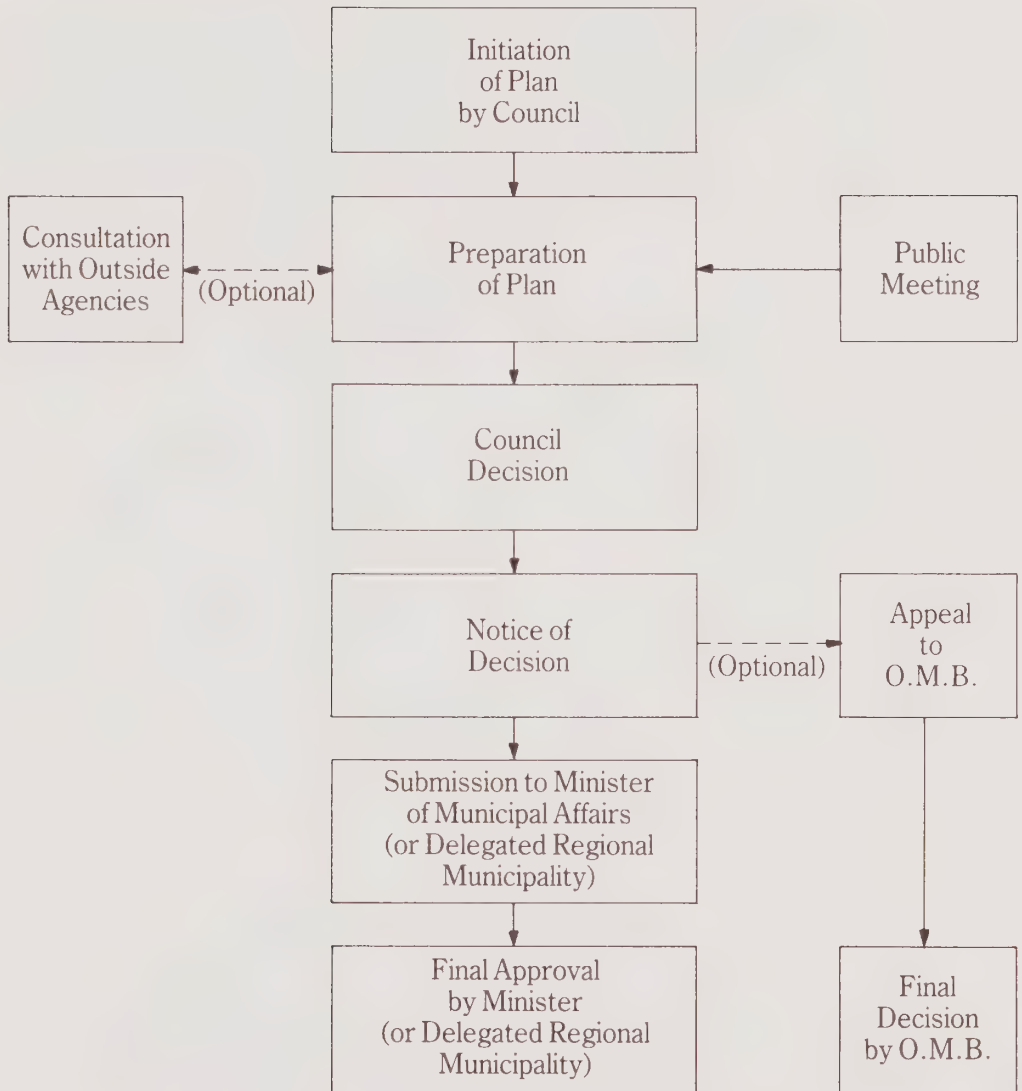 Initiation
of Plan
by Council
Consultation
with Outside
Agencies
(Optional)
Preparation
of Plan
Public
Meeting
Council
Decision
Notice of
Decision
(Optional)
Appeal
to
O.M.B.
Submission to Minister
of Municipal Affairs
(or Delegated Regional
Municipality)
Final Approval
by Minister
(or Delegated Regional
Municipality)
Final
Decision
by O.M.B.